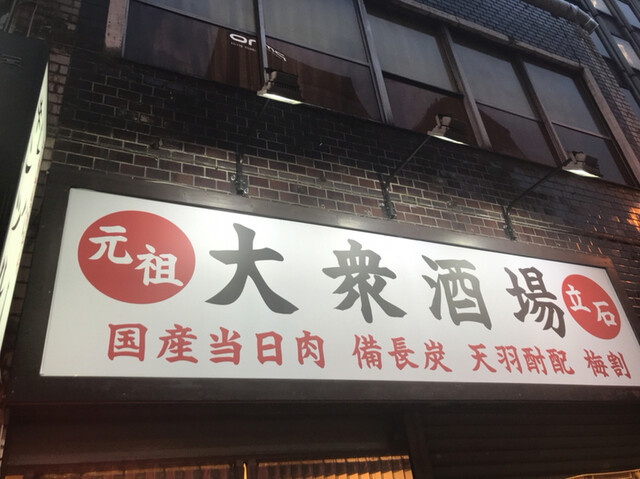 元祖 大衆酒場 立石
国産当日肉 備長炭 天羽酎配 梅割